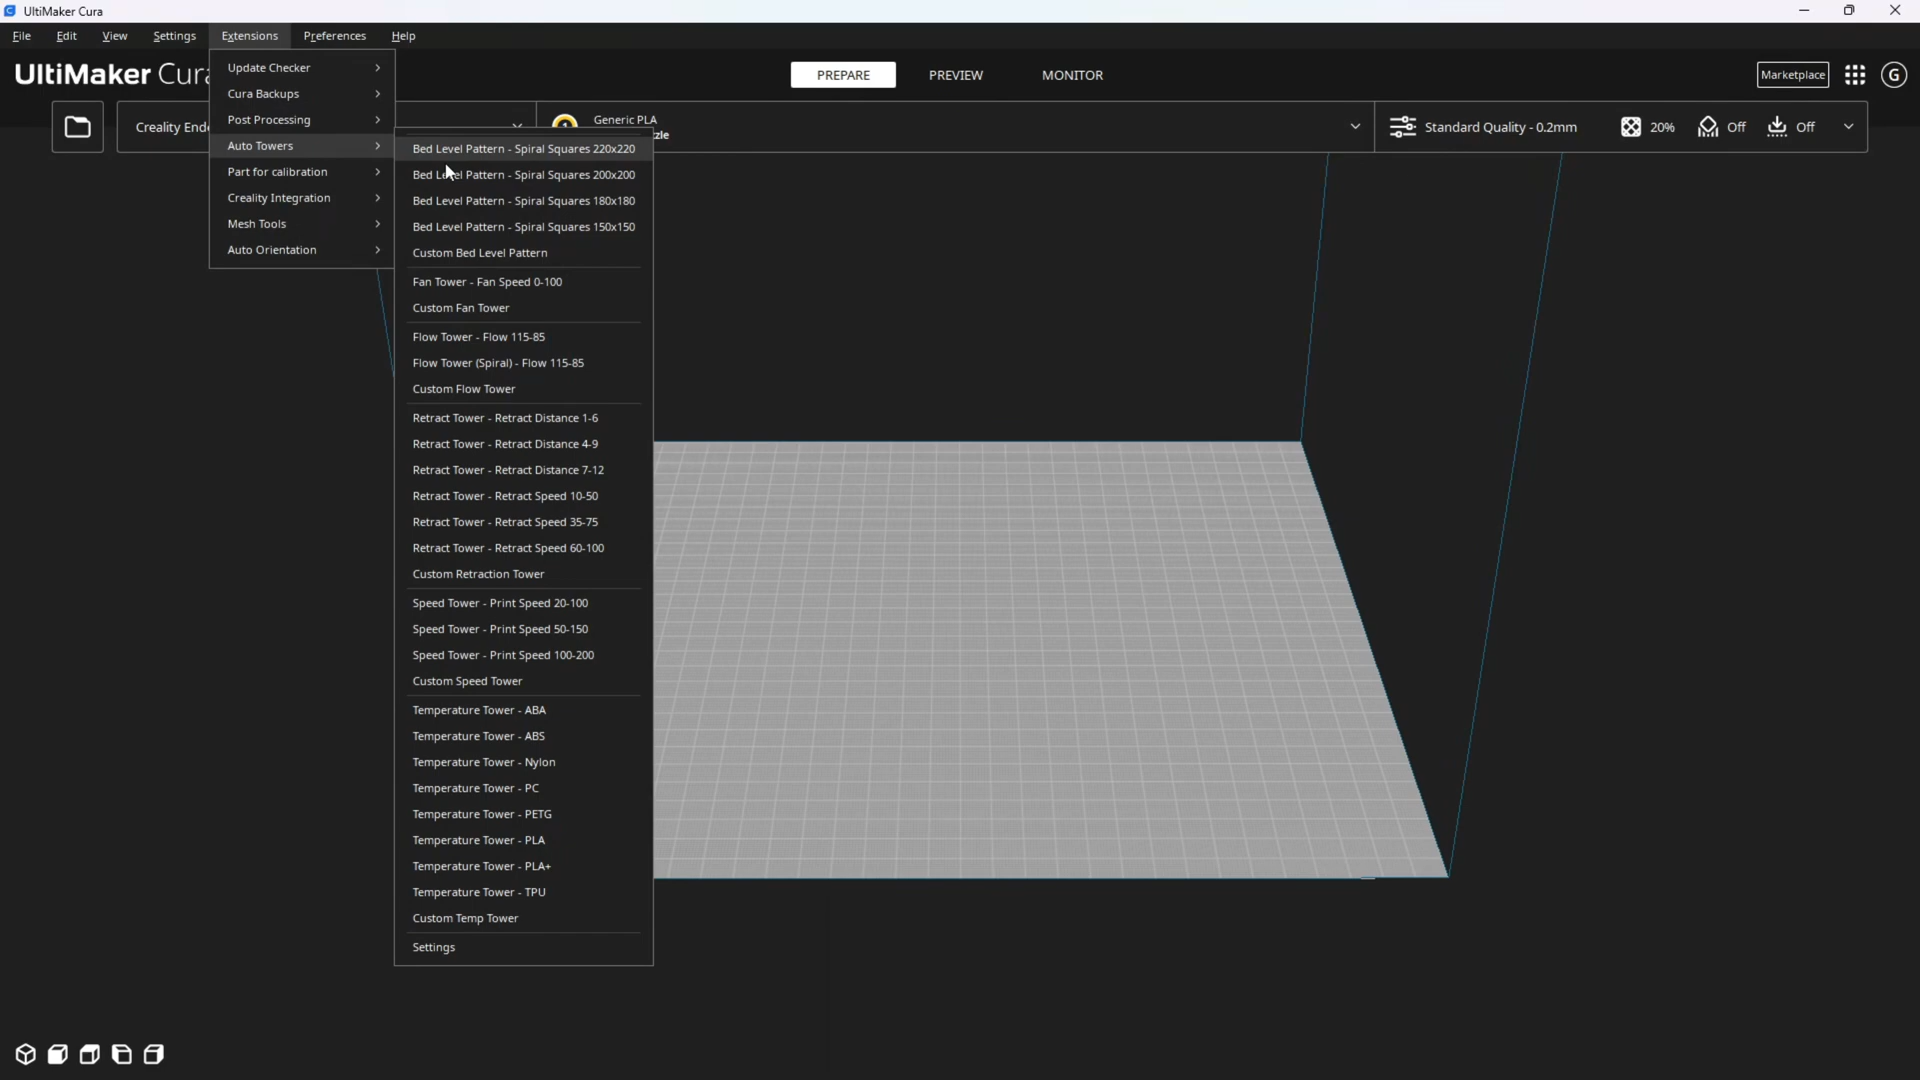 UltiMaker Cura
File Edit View Settings Extensions Preferences Help
UltiMaker Cura
PREPARE PREVIEW MONITOR
Marketplace
G
Creality
Generic PLA
Standard Quality - 0.2mm
20%
Off
Off
Update Checker
Cura Backups
Post Processing
Auto Towers
Part for calibration
Creality Integration
Mesh Tools
Auto Orientation
Bed Level Pattern - Spiral Squares 220x220
Bed Level Pattern - Spiral Squares 200x200
Bed Level Pattern - Spiral Squares 180x180
Bed Level Pattern - Spiral Squares 150x150
Custom Bed Level Pattern
Fan Tower - Fan Speed 0-100
Custom Fan Tower
Flow Tower - Flow 115-85
Flow Tower (Spiral) - Flow 115-85
Custom Flow Tower
Retract Tower - Retract Distance 1-6
Retract Tower - Retract Distance 4-9
Retract Tower - Retract Distance 7-12
Retract Tower - Retract Speed 10-50
Retract Tower - Retract Speed 35-75
Retract Tower - Retract Speed 60-100
Custom Retraction Tower
Speed Tower - Print Speed 20-100
Speed Tower - Print Speed 50-150
Speed Tower - Print Speed 100-200
Custom Speed Tower
Temperature Tower - ABA
Temperature Tower - ABS
Temperature Tower - Nylon
Temperature Tower - PC
Temperature Tower - PETG
Temperature Tower - PLA
Temperature Tower - PLA+
Temperature Tower - TPU
Custom Temp Tower
Settings